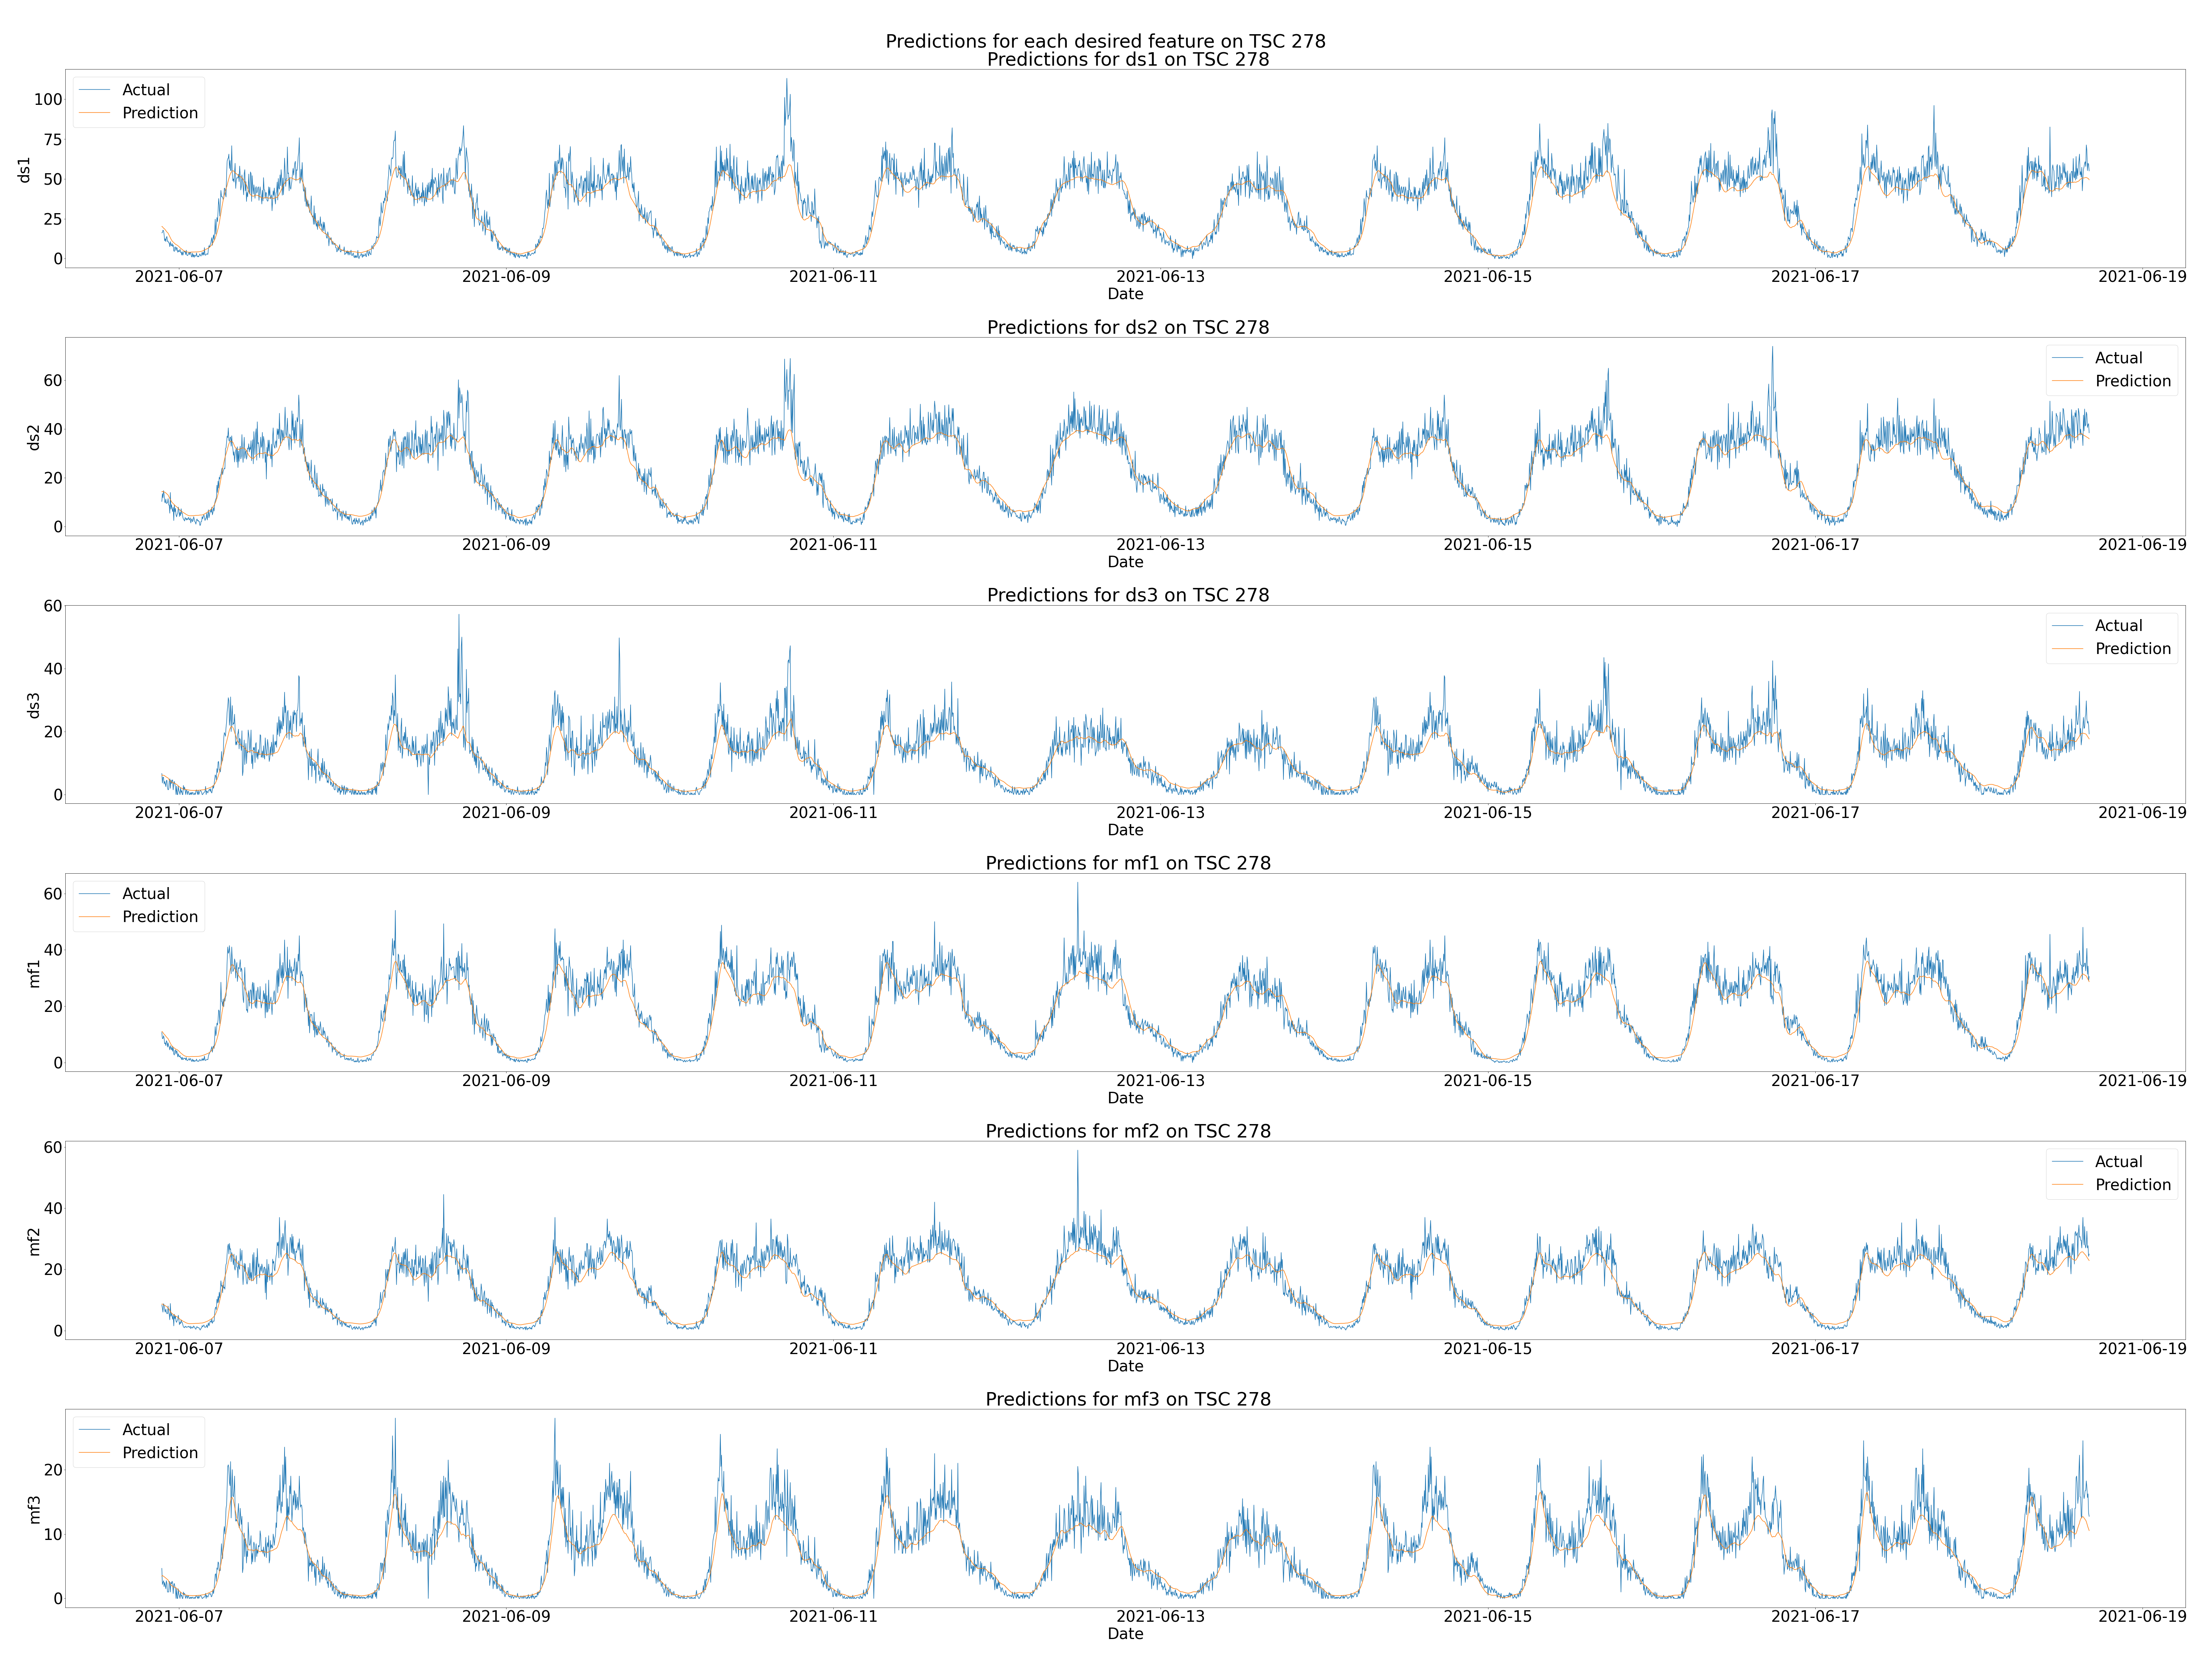 Predictions for each desired feature on TSC 278
Predictions for ds1 on TSC 278
Actual
Prediction
100
75
50
25
0
ds1
2021-06-07 2021-06-09 2021-06-11 2021-06-13 2021-06-15 2021-06-17 2021-06-19
Date
Predictions for ds2 on TSC 278
Actual
Prediction
60
40
20
0
ds2
2021-06-07 2021-06-09 2021-06-11 2021-06-13 2021-06-15 2021-06-17 2021-06-19
Date
Predictions for ds3 on TSC 278
Actual
Prediction
60
40
20
0
ds3
2021-06-07 2021-06-09 2021-06-11 2021-06-13 2021-06-15 2021-06-17 2021-06-19
Date
Predictions for mf1 on TSC 278
Actual
Prediction
60
40
20
0
mf1
2021-06-07 2021-06-09 2021-06-11 2021-06-13 2021-06-15 2021-06-17 2021-06-19
Date
Predictions for mf2 on TSC 278
Actual
Prediction
60
40
20
0
mf2
2021-06-07 2021-06-09 2021-06-11 2021-06-13 2021-06-15 2021-06-17 2021-06-19
Date
Predictions for mf3 on TSC 278
Actual
Prediction
20
10
0
mf3
2021-06-07 2021-06-09 2021-06-11 2021-06-13 2021-06-15 2021-06-17 2021-06-19
Date